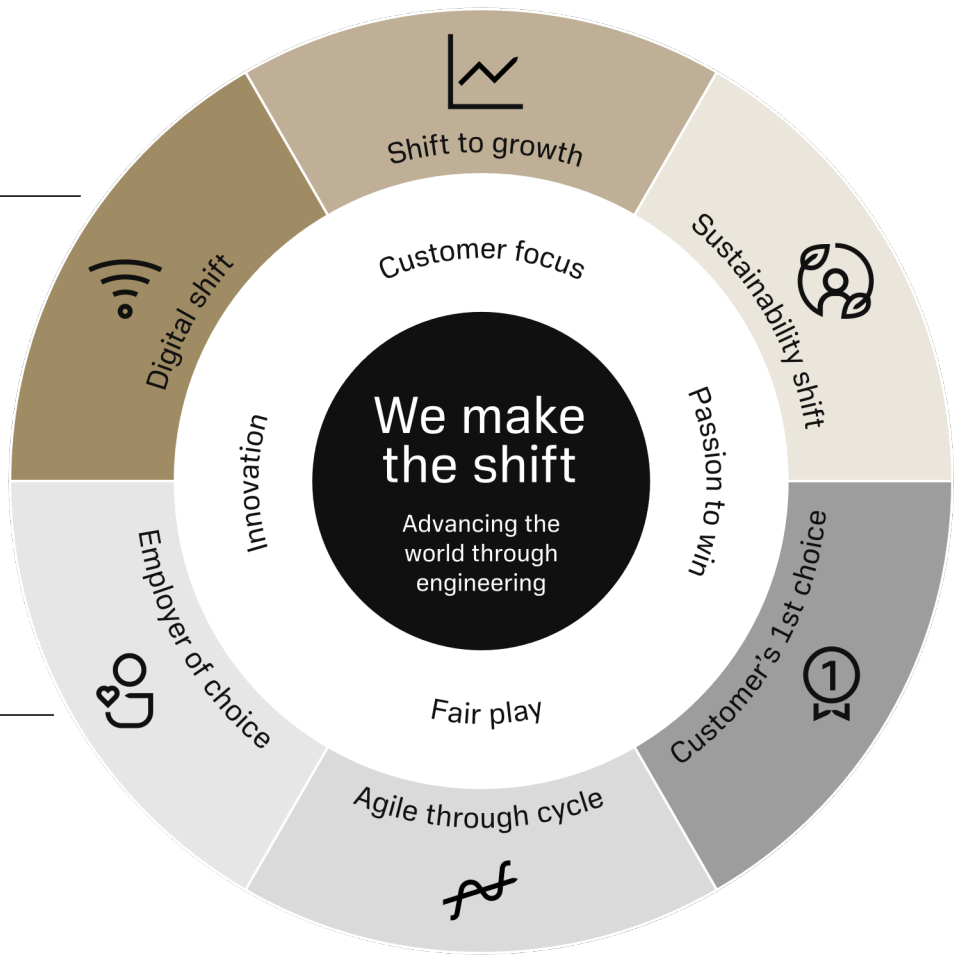 Shift to growth
Sustainability shift
Customer's 1st choice
Agile through cycle
Employer of choice
Digital shift
Customer focus
Passion to win
Fair play
Innovation
We make
the shift
Advancing the
world through
engineering
1